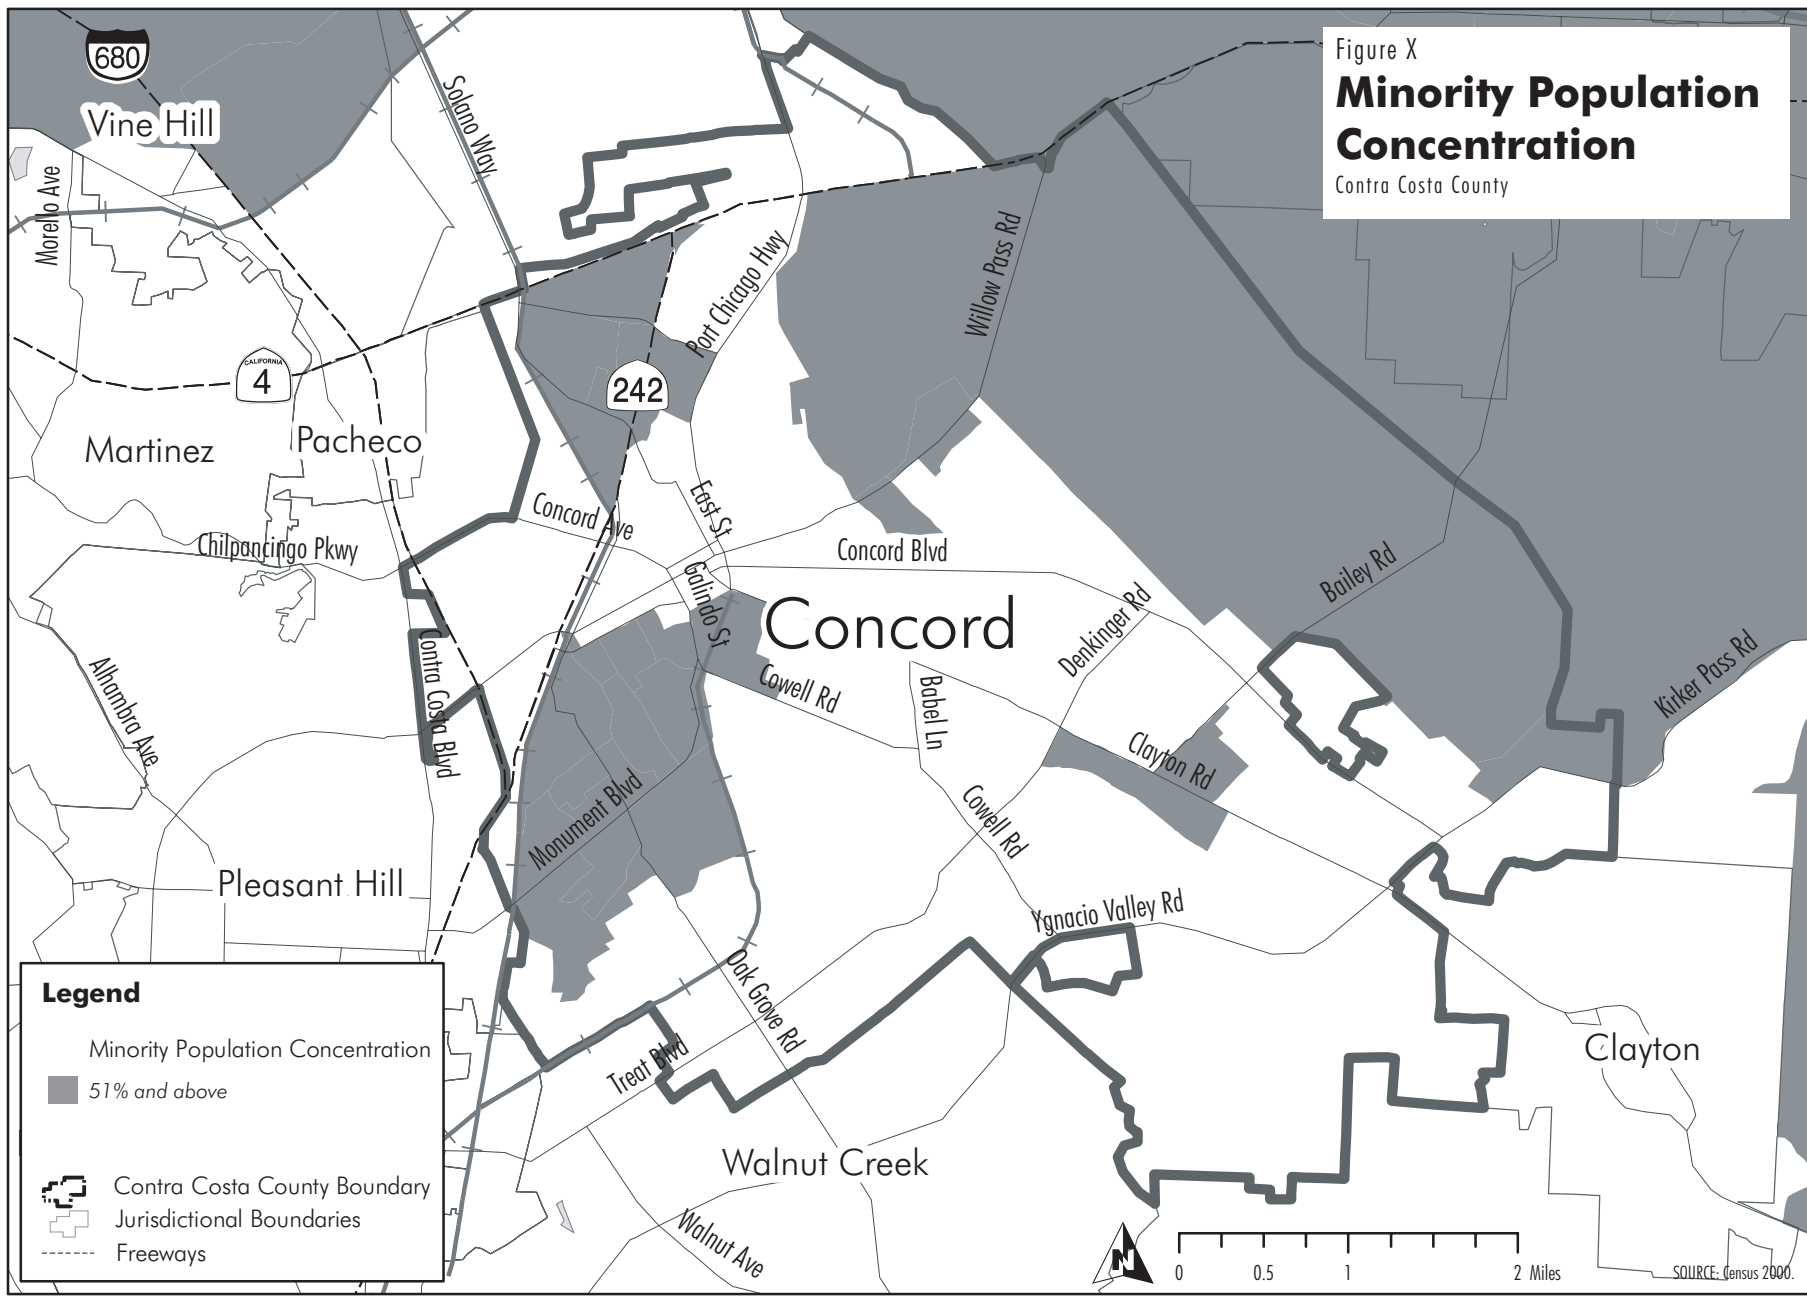 Figure X
Minority Population
Concentration
Contra Costa County
680
Vine Hill
Solano Way
Morello Ave
Port Chicago Hwy
Willow Pass Rd
CALIFORNIA
4
242
Martinez
Pacheco
East St
Concord Ave
Chilpancingo Pkwy
Concord Blvd
Galindo St
Concord
Bailey Rd
Denkinger Rd
Kirker Pass Rd
Contra Costa Blvd
Alhambra Ave
Cowell Rd
Babel Ln
Clayton Rd
Monument Blvd
Cowell Rd
Pleasant Hill
Ygnacio Valley Rd
Oak Grove Rd
Treat Blvd
Clayton
Walnut Creek
Walnut Ave
Legend
Minority Population Concentration
51% and above
Contra Costa County Boundary
Jurisdictional Boundaries
Freeways
N
0 0.5 1 2 Miles
SOURCE: Census 2000.